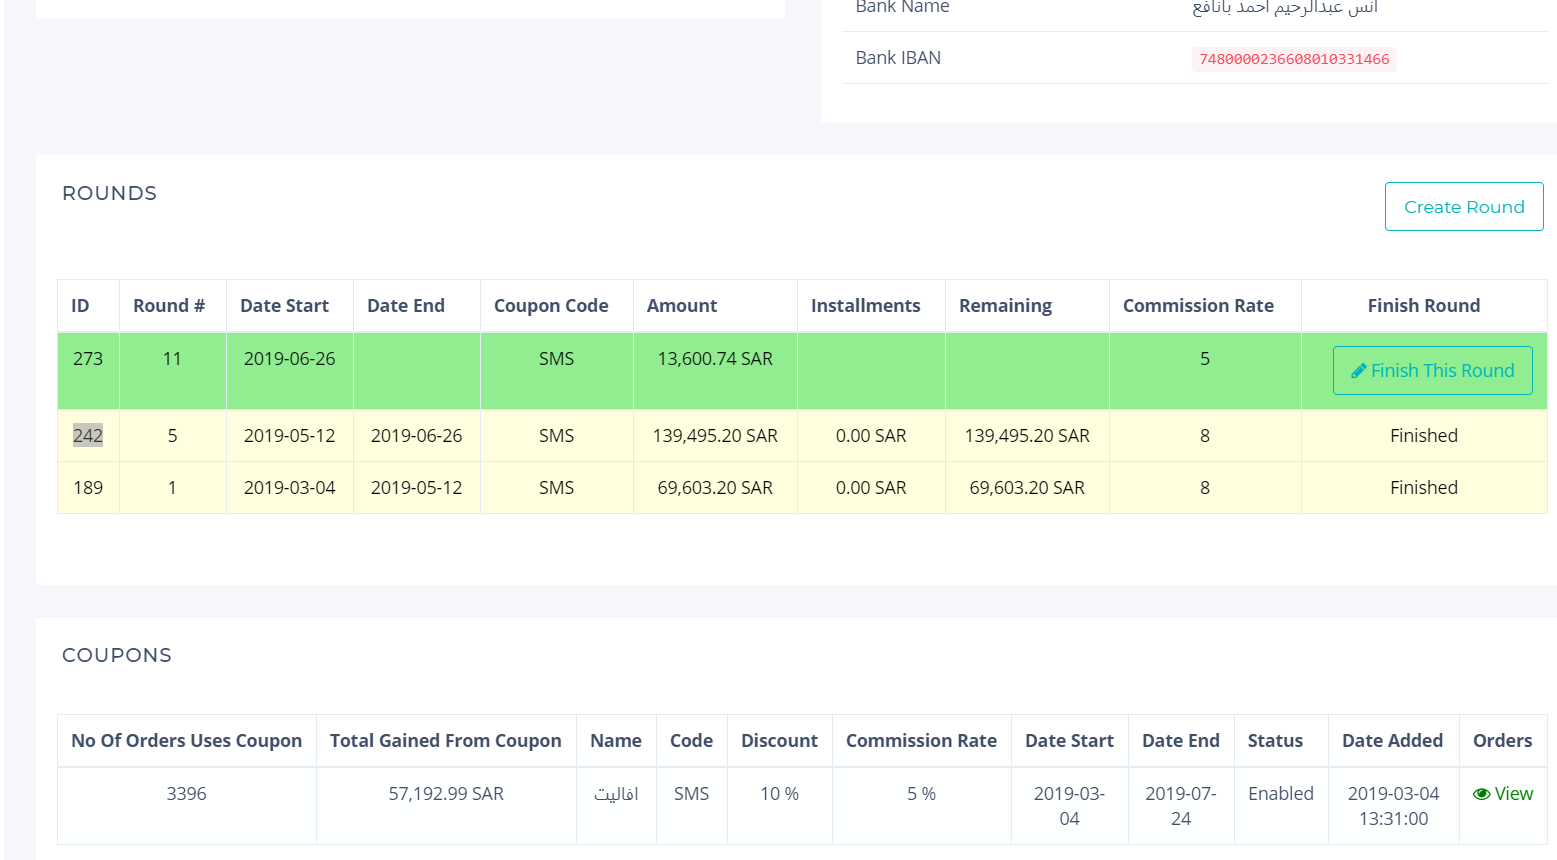 Bank Name انس عبدالرحيم احمد بانافع
Bank IBAN 7480000236608010331466
ROUNDS
Create Round
ID Round # Date Start Date End Coupon Code Amount Installments Remaining Commission Rate Finish Round
273 11 2019-06-26 SMS 13,600.74 SAR 5 Finish This Round
242 5 2019-05-12 2019-06-26 SMS 139,495.20 SAR 0.00 SAR 139,495.20 SAR 8 Finished
189 1 2019-03-04 2019-05-12 SMS 69,603.20 SAR 0.00 SAR 69,603.20 SAR 8 Finished
COUPONS
No Of Orders Uses Coupon Total Gained From Coupon Name Code Discount Commission Rate Date Start Date End Status Date Added Orders
3396 57,192.99 SAR افاليت SMS 10 % 5 % 2019-03- 2019-07- Enabled 2019-03-04 View
04 24 13:31:00